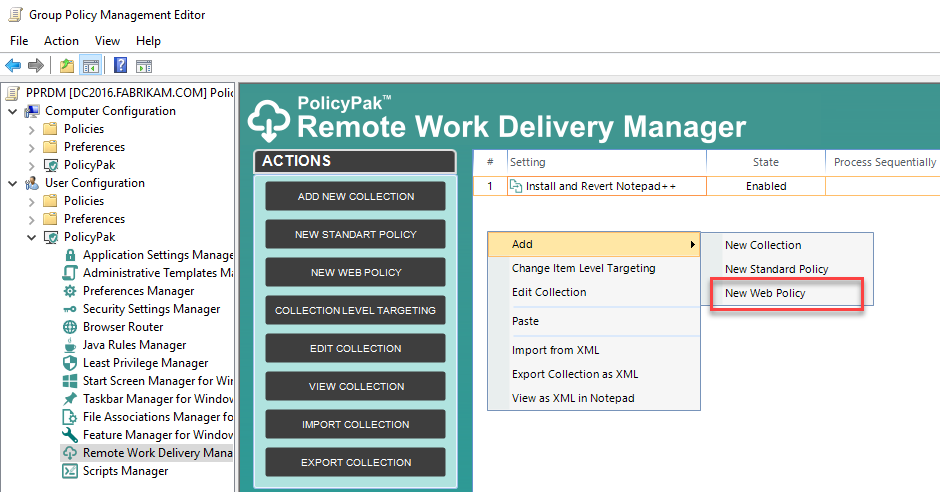 Group Policy Management Editor
File Action View Help
PPRDM [DC2016.FABRIKAM.COM] Polic
Computer Configuration
Policies
Preferences
PolicyPak
User Configuration
Policies
Preferences
PolicyPak
Application Settings Manage
Administrative Templates Ma
Preferences Manager
Security Settings Manager
Browser Router
Java Rules Manager
Least Privilege Manager
Start Screen Manager for Win
Taskbar Manager for Window
File Associations Manager fo
Feature Manager for Window
Remote Work Delivery Mana
Scripts Manager
PolicyPak™
Remote Work Delivery Manager
ACTIONS
ADD NEW COLLECTION
NEW STANDART POLICY
NEW WEB POLICY
COLLECTION LEVEL TARGETING
EDIT COLLECTION
VIEW COLLECTION
IMPORT COLLECTION
EXPORT COLLECTION
# Setting State Process Sequentially
1 Install and Revert Notepad++ Enabled
Add
Change Item Level Targeting
Edit Collection
Paste
Import from XML
Export Collection as XML
View as XML in Notepad
New Collection
New Standard Policy
New Web Policy